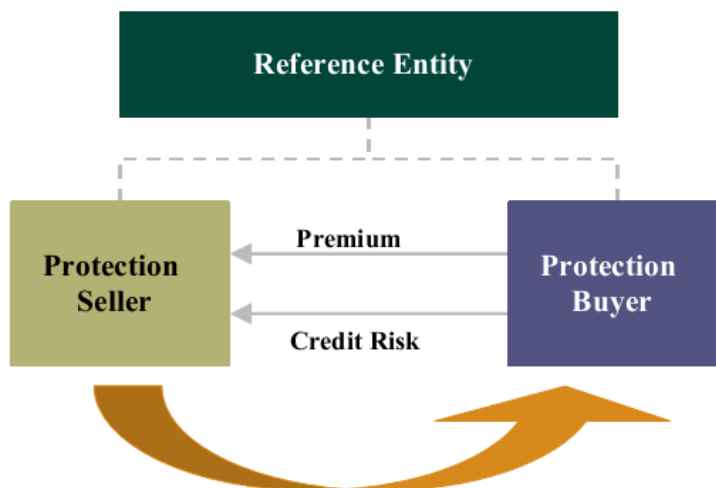 Reference Entity
Premium
Protection
Seller
Protection
Buyer
Credit Risk